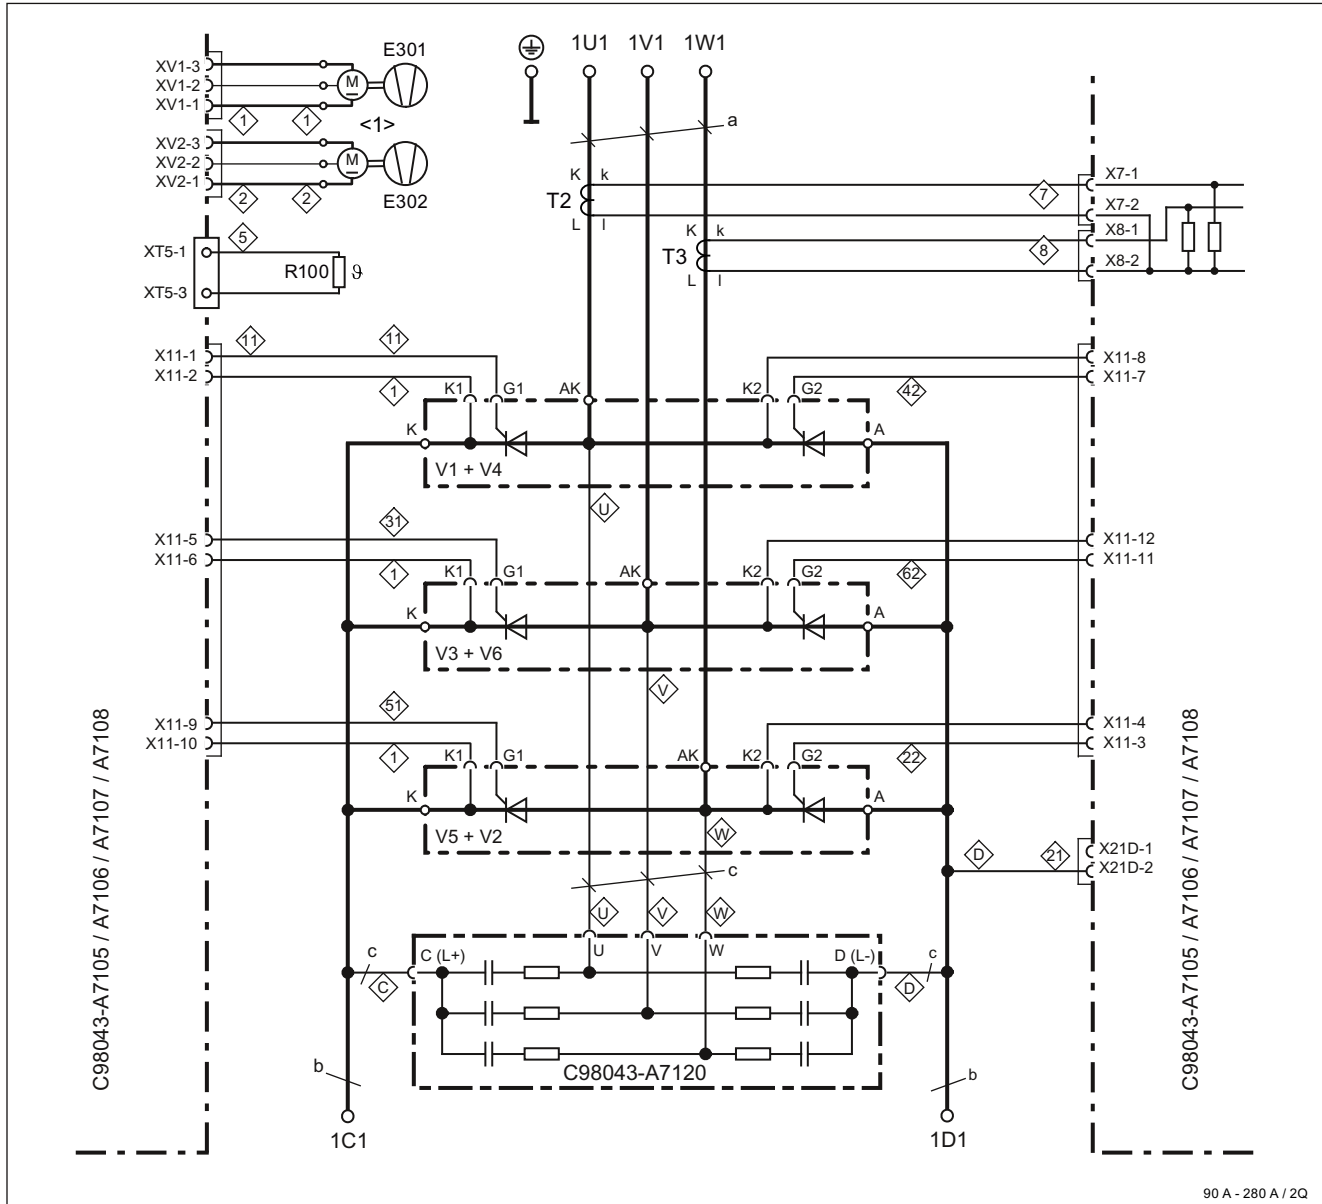 E301
1U1 1V1 1W1
XV1-3
XV1-2
M
XV1-1
1 1
<1>
a
XV2-3
XV2-2
M
XV2-1
2 2
E302
K k
T2
L l
7
X7-1
X7-2
K k
T3
L l
8
X8-1
X8-2
5
XT5-1
R100 ϑ
XT5-3
11 11
X11-1
X11-2
1
K1 G1 AK K2 G2
42
X11-8
X11-7
K A
V1 + V4
U
31
X11-5
X11-6
1
K1 G1 AK K2 G2
62
X11-12
X11-11
K A
V3 + V6
V
51
X11-9
X11-10
1
K1 G1 AK K2 G2
22
X11-4
X11-3
K A
V5 + V2
W
c
D 21
X21D-1
X21D-2
U V W
U V W
c C (L+) D (L-) c
C D
C98043-A7120
b b
1C1 1D1
C98043-A7105 / A7106 / A7107 / A7108
C98043-A7105 / A7106 / A7107 / A7108
90 A - 280 A / 2Q